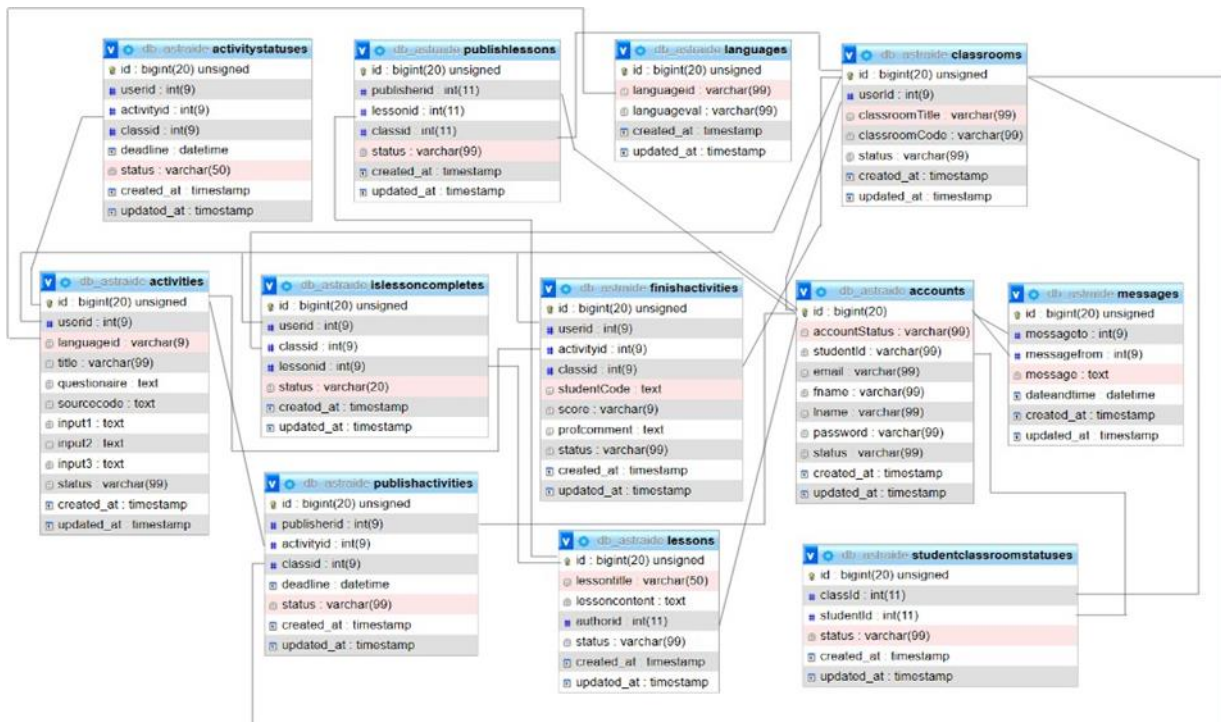 db_astraide activitystatuses
id : bigint(20) unsigned
userid : int(9)
activityid : int(9)
classid : int(9)
deadline : datetime
status : varchar(50)
created_at : timestamp
updated_at : timestamp
db_astraide publishlessons
id : bigint(20) unsigned
publisherid : int(11)
lessonid : int(11)
classid : int(11)
status : varchar(99)
created_at : timestamp
updated_at : timestamp
db_astraide languages
id : bigint(20) unsigned
languageid : varchar(99)
languageval : varchar(99)
created_at : timestamp
updated_at : timestamp
db_astraide classrooms
id : bigint(20) unsigned
userId : int(9)
classroomTitle : varchar(99)
classroomCode : varchar(99)
status : varchar(99)
created_at : timestamp
updated_at : timestamp
db_astraide activities
id : bigint(20) unsigned
userid : int(9)
languageid : varchar(9)
title : varchar(99)
questionaire : text
sourcecode : text
input1 : text
input2 : text
input3 : text
status : varchar(99)
created_at : timestamp
updated_at : timestamp
db_astraide islessoncompletes
id : bigint(20) unsigned
userid : int(9)
classid : int(9)
lessonid : int(9)
status : varchar(20)
created_at : timestamp
updated_at : timestamp
db_astraide finishactivities
id : bigint(20) unsigned
userid : int(9)
activityid : int(9)
classid : int(9)
studentCode : text
score : varchar(9)
profcomment : text
status : varchar(99)
created_at : timestamp
updated_at : timestamp
db_astraide accounts
id : bigint(20)
accountStatus : varchar(99)
studentId : varchar(99)
email : varchar(99)
fname : varchar(99)
lname : varchar(99)
password : varchar(99)
status : varchar(99)
created_at : timestamp
updated_at : timestamp
db_astraide messages
id : bigint(20) unsigned
messageto : int(9)
messagefrom : int(9)
message : text
dateandtime : datetime
created_at : timestamp
updated_at : timestamp
db_astraide publishactivities
id : bigint(20) unsigned
publisherid : int(9)
activityid : int(9)
classid : int(9)
deadline : datetime
status : varchar(99)
created_at : timestamp
updated_at : timestamp
db_astraide lessons
id : bigint(20) unsigned
lessontitle : varchar(50)
lessoncontent : text
authorid : int(11)
status : varchar(99)
created_at : timestamp
updated_at : timestamp
db_astraide studentclassroomstatuses
id : bigint(20) unsigned
classId : int(11)
studentId : int(11)
status : varchar(99)
created_at : timestamp
updated_at : timestamp